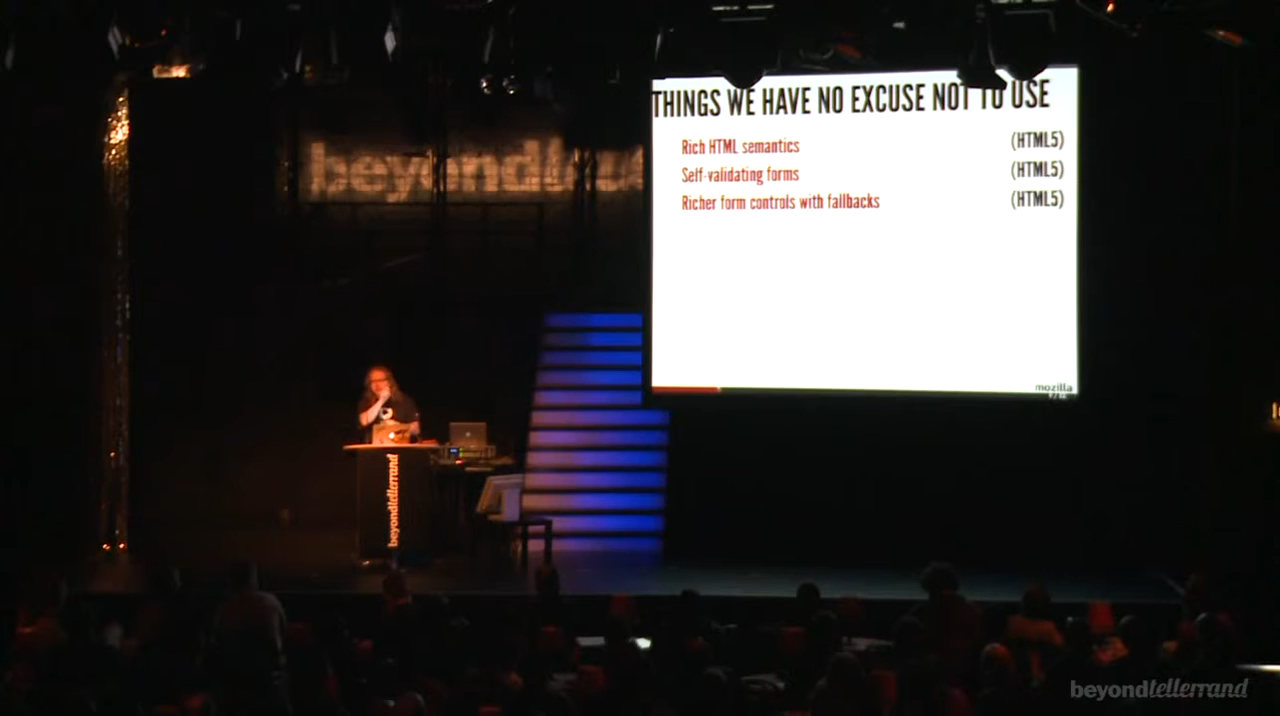 THINGS WE HAVE NO EXCUSE NOT TO USE
Rich HTML semantics (HTML5)
Self-validating forms (HTML5)
Richer form controls with fallbacks (HTML5)
mozilla
beyondtellerrand
beyondtellerrand